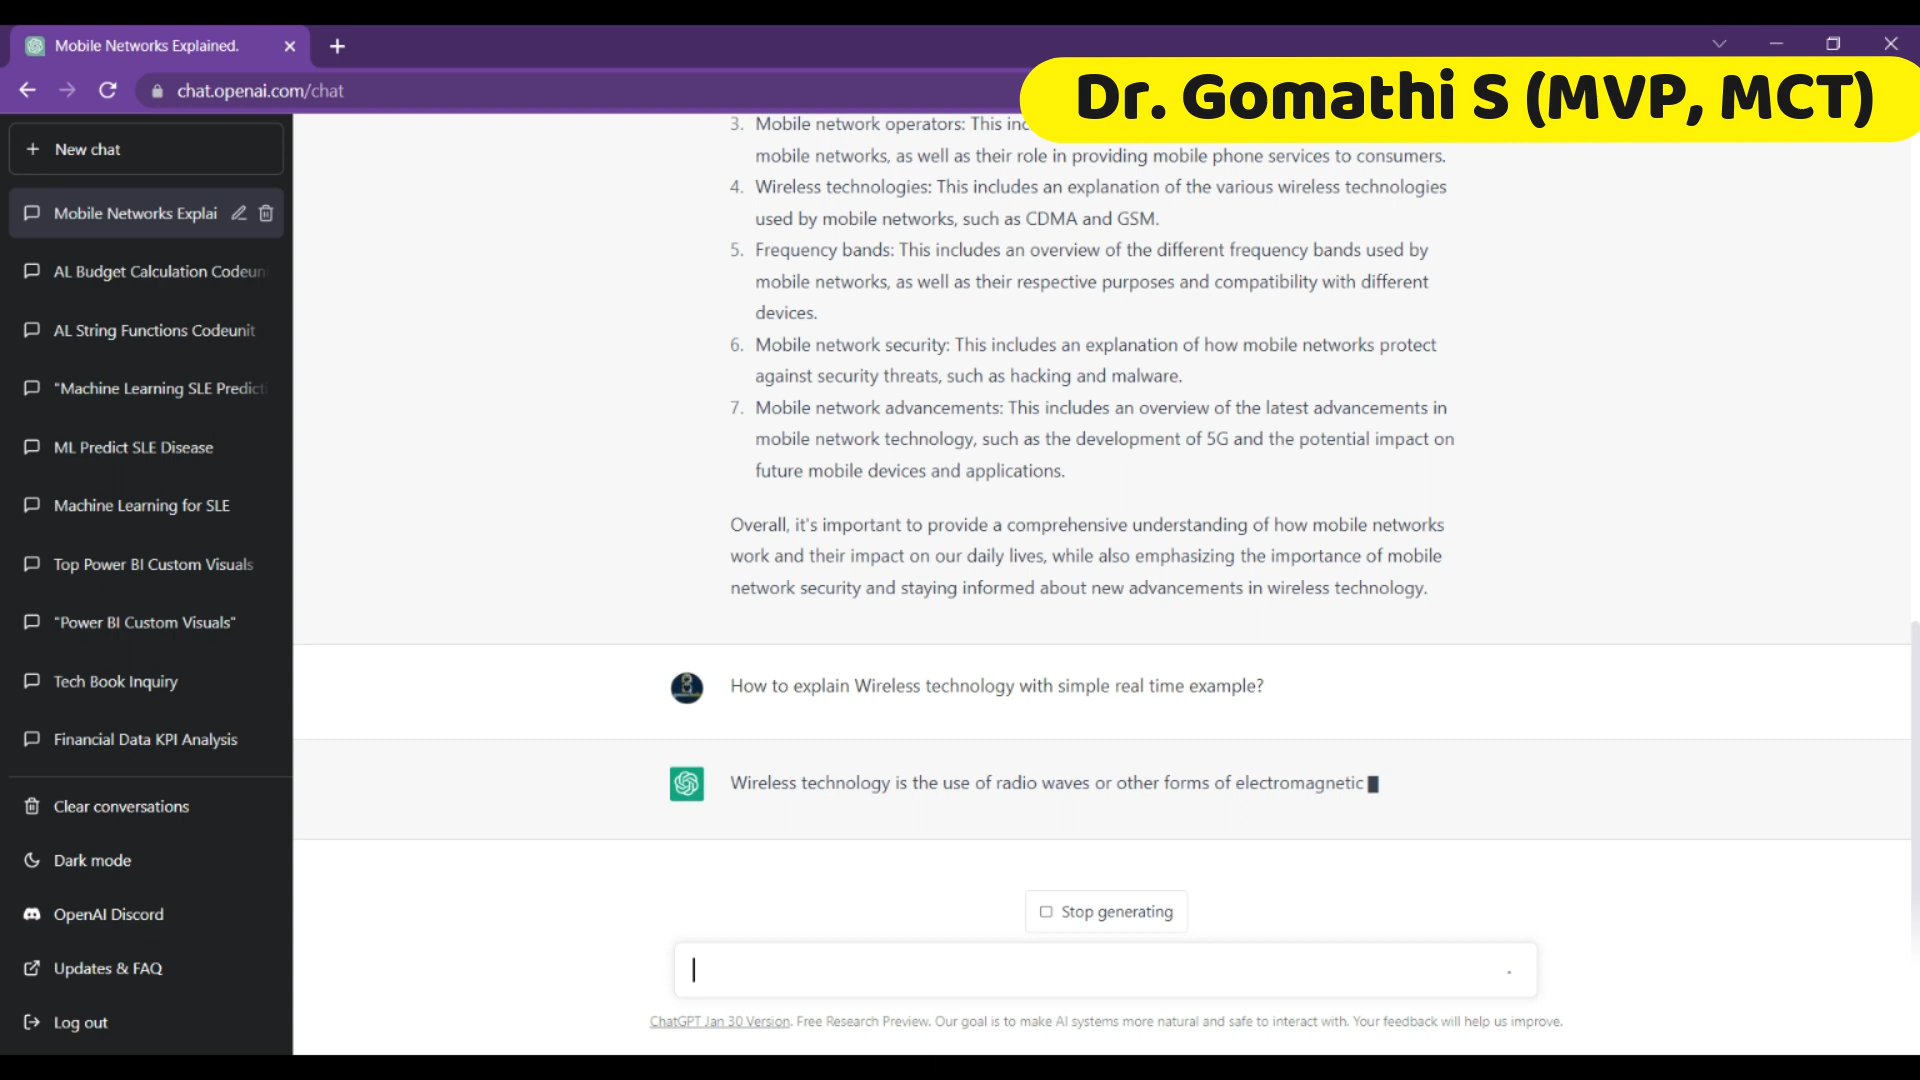 Mobile Networks Explained.
chat.openai.com/chat
Dr. Gomathi S (MVP, MCT)
New chat
Mobile Networks Explai
AL Budget Calculation Codeun
AL String Functions Codeunit
"Machine Learning SLE Predicti
ML Predict SLE Disease
Machine Learning for SLE
Top Power BI Custom Visuals
"Power BI Custom Visuals"
Tech Book Inquiry
Financial Data KPI Analysis
Clear conversations
Dark mode
OpenAI Discord
Updates & FAQ
Log out
3. Mobile network operators: This inc
mobile networks, as well as their role in providing mobile phone services to consumers.
4. Wireless technologies: This includes an explanation of the various wireless technologies
used by mobile networks, such as CDMA and GSM.
5. Frequency bands: This includes an overview of the different frequency bands used by
mobile networks, as well as their respective purposes and compatibility with different
devices.
6. Mobile network security: This includes an explanation of how mobile networks protect
against security threats, such as hacking and malware.
7. Mobile network advancements: This includes an overview of the latest advancements in
mobile network technology, such as the development of 5G and the potential impact on
future mobile devices and applications.
Overall, it's important to provide a comprehensive understanding of how mobile networks
work and their impact on our daily lives, while also emphasizing the importance of mobile
network security and staying informed about new advancements in wireless technology.
How to explain Wireless technology with simple real time example?
Wireless technology is the use of radio waves or other forms of electromagnetic
Stop generating
ChatGPT Jan 30 Version. Free Research Preview. Our goal is to make AI systems more natural and safe to interact with. Your feedback will help us improve.